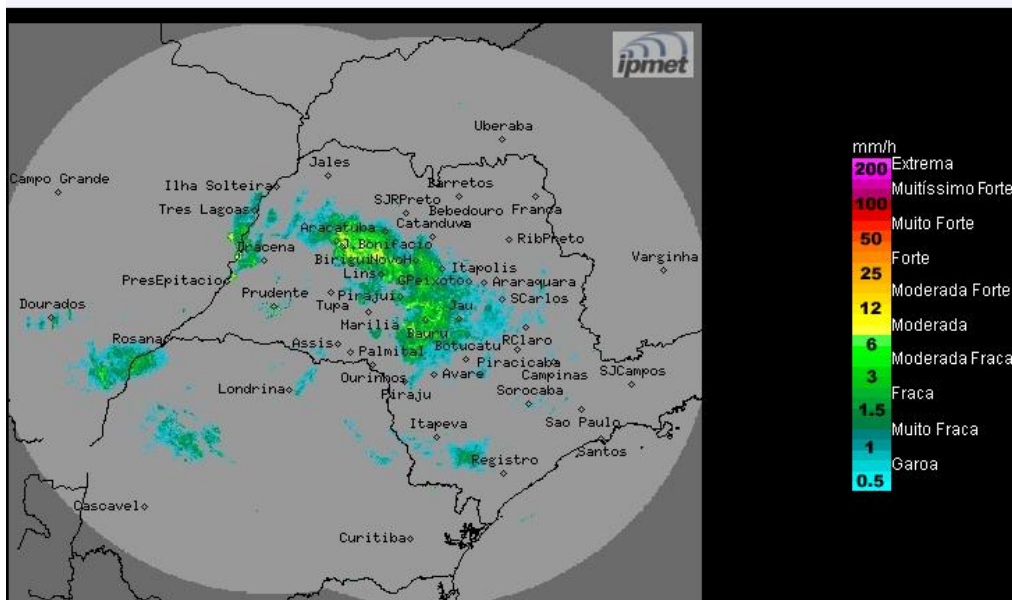 ipmet
Uberaba
Jales
Campo Grande
Ilha Solteira
Barretos
SJRPreto
Tres Lagoas
Bebedouro
Franca
Catanduva
Aracatuba
RibPreto
J.Bonifacio
Dracena
Birigui
NovoH
Itapolis
Varginha
Lins
PresEpitacio
GPeixoto
Araraquara
Prudente
Tupa
Pirajui
SCarlos
Dourados
Jau
Marilia
Bauru
Rosana
Assis
Botucatu
RClaro
Palmital
Piracicaba
Ourinhos
Avare
Campinas
SJCampos
Londrina
Piraju
Sorocaba
Itapeva
Sao Paulo
Santos
Registro
Cascavel
Curitiba
mm/h
200 Extrema
Muitíssimo Forte
100
Muito Forte
50
Forte
25
Moderada Forte
12
Moderada
6
Moderada Fraca
3
Fraca
1.5
Muito Fraca
1
Garoa
0.5